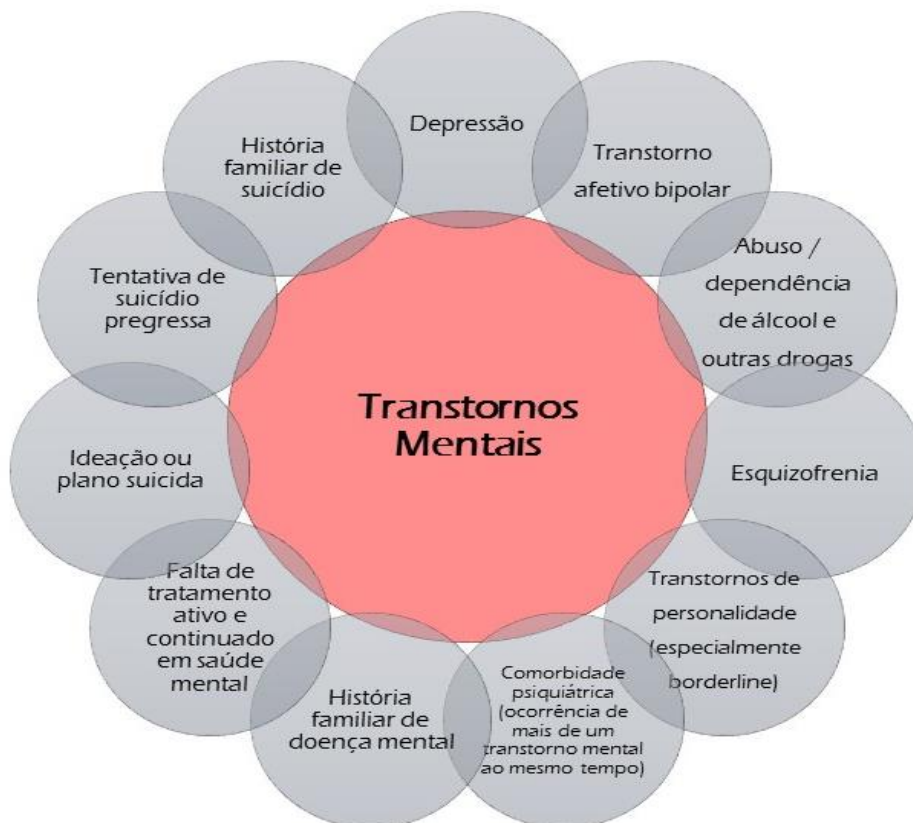 Depressão
Transtorno
afetivo bipolar
Abuso /
dependência
de álcool e
outras drogas
Esquizofrenia
Transtornos de
personalidade
(especialmente
borderline)
Comorbidade
psiquiátrica
(ocorrência de
mais de um
transtorno mental
ao mesmo tempo)
História
familiar de
doença mental
Falta de
tratamento
ativo e
continuado
em saúde
mental
Ideação ou
plano suicida
Tentativa de
suicídio
pregressa
História
familiar de
suicídio
Transtornos
Mentais